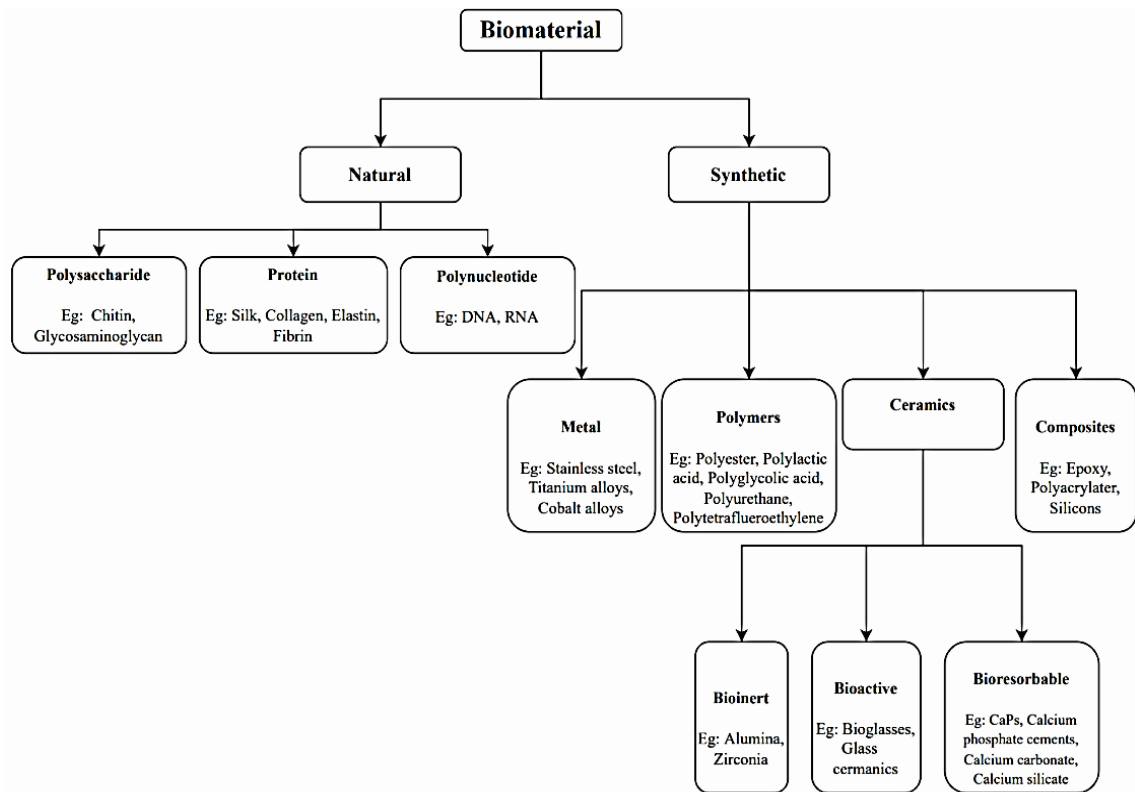 Biomaterial
Natural
Synthetic
Polysaccharide
Eg: Chitin,
Glycosaminoglycan
Protein
Eg: Silk, Collagen, Elastin,
Fibrin
Polynucleotide
Eg: DNA, RNA
Metal
Eg: Stainless steel,
Titanium alloys,
Cobalt alloys
Polymers
Eg: Polyester, Polylactic
acid, Polyglycolic acid,
Polyurethane,
Polytetraflueroethylene
Ceramics
Composites
Eg: Epoxy,
Polyacrylater,
Silicons
Bioinert
Eg: Alumina,
Zirconia
Bioactive
Eg: Bioglasses,
Glass
cermanics
Bioresorbable
Eg: CaPs, Calcium
phosphate cements,
Calcium carbonate,
Calcium silicate